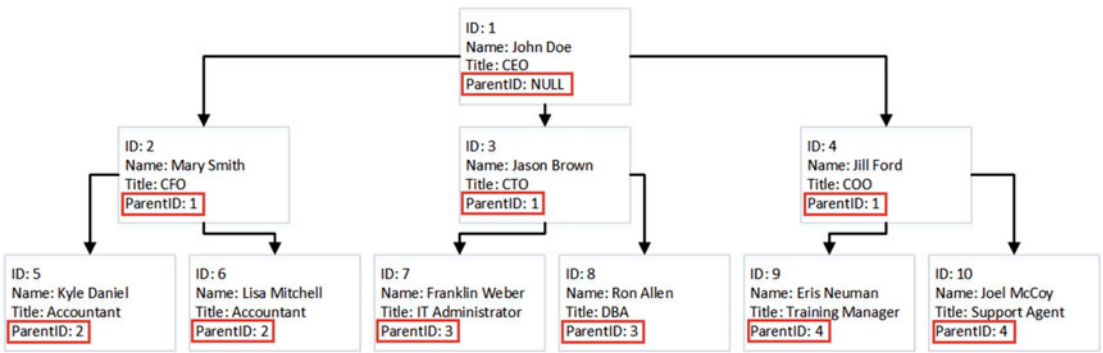 ID: 1
Name: John Doe
Title: CEO
ParentID: NULL
ID: 2
Name: Mary Smith
Title: CFO
ParentID: 1
ID: 3
Name: Jason Brown
Title: CTO
ParentID: 1
ID: 4
Name: Jill Ford
Title: COO
ParentID: 1
ID: 5
Name: Kyle Daniel
Title: Accountant
ParentID: 2
ID: 6
Name: Lisa Mitchell
Title: Accountant
ParentID: 2
ID: 7
Name: Franklin Weber
Title: IT Administrator
ParentID: 3
ID: 8
Name: Ron Allen
Title: DBA
ParentID: 3
ID: 9
Name: Eris Neuman
Title: Training Manager
ParentID: 4
ID: 10
Name: Joel McCoy
Title: Support Agent
ParentID: 4